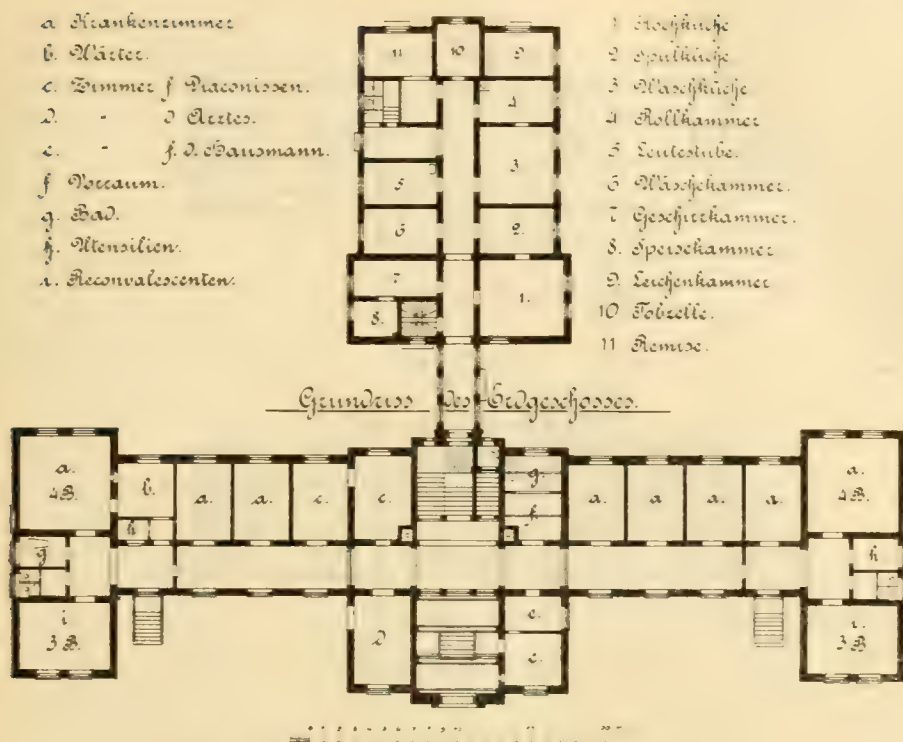 a Krankenzimmer
b. Wärter.
c. Zimmer f Diaconissen.
d. " d Arztes.
e. " f. d. Hausmann.
f Vorraum.
g. Bad.
h. Utensilien.
i. Reconvalescenten.
1 Kochküche
2 Spülküche
3 Waschküche
4 Rollkammer
5 Leutestube.
6 Wäschekammer.
7 Geschirrkammer.
8. Speisekammer
9 Leichenkammer
10 Tobzelle.
11 Remise.
11 10 9
4
3
5
6 2.
7 1.
8.
Grundriss des Erdgeschosses.
a. 4B. b. a. a. c. c. g. a. a. a. a. a. 4B.
h f.
g h
i 3B. d e. e. i. 3B